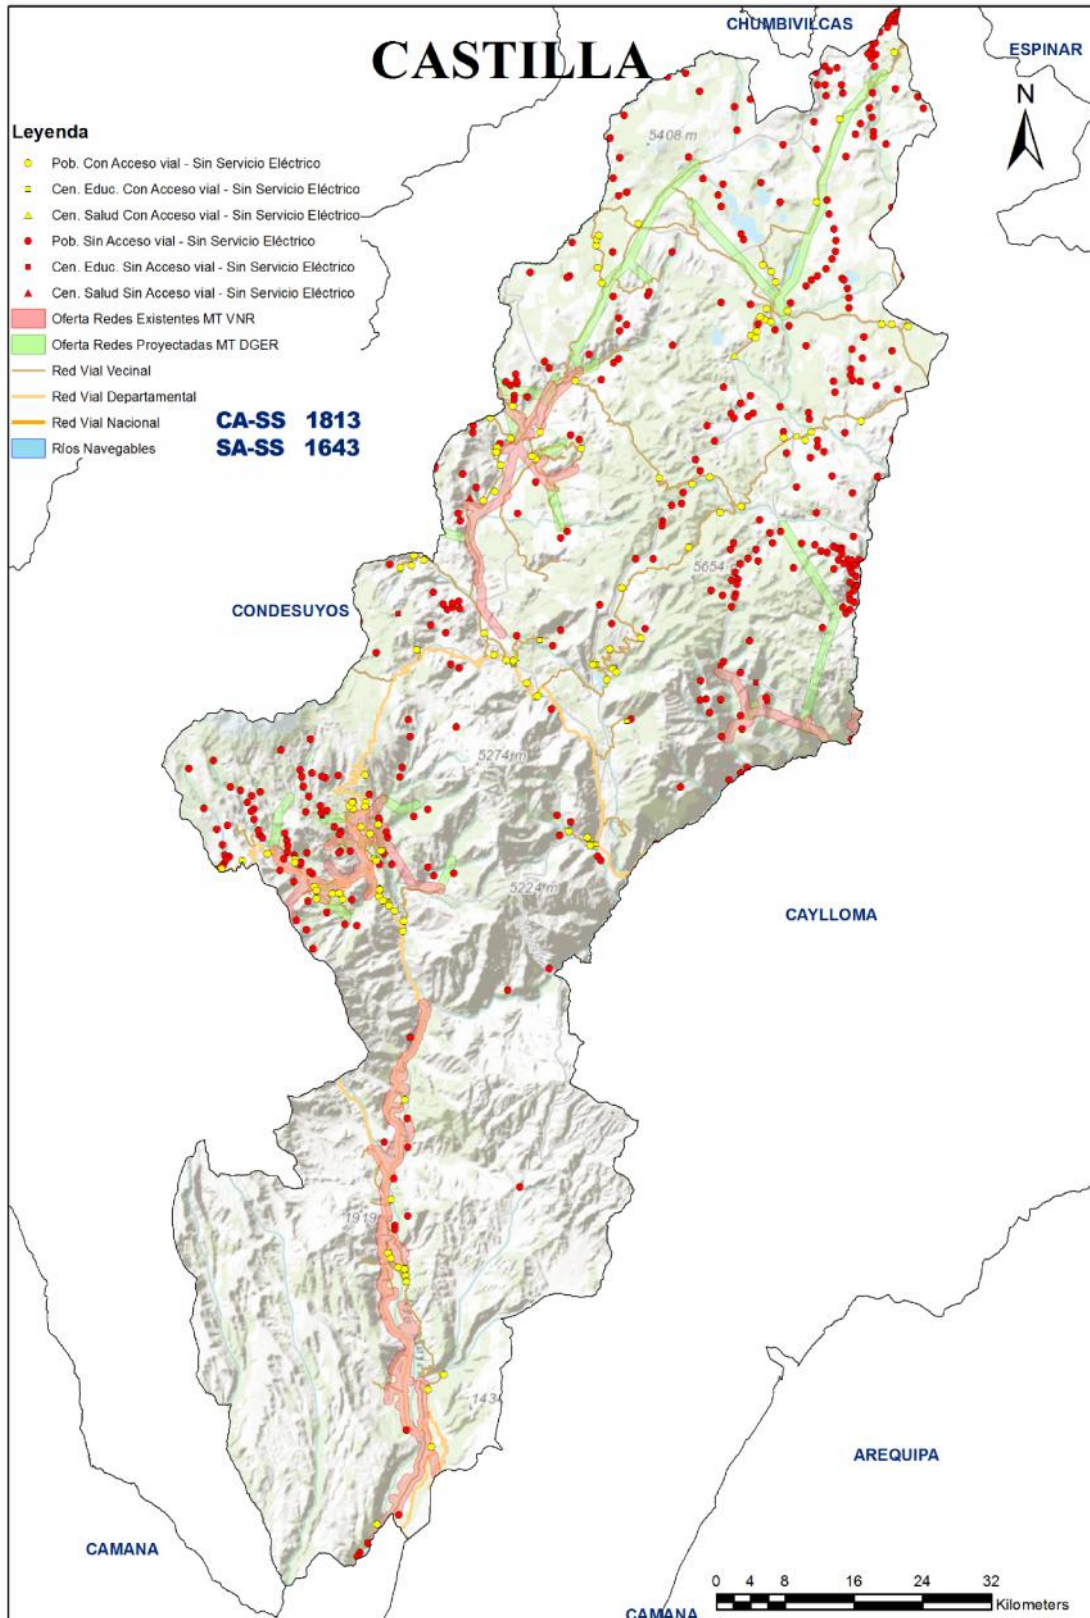 CHUMBIVILCAS
CASTILLA
ESPINAR
N
Leyenda
5408 m
Pob. Con Acceso vial - Sin Servicio Eléctrico
Cen. Educ. Con Acceso vial - Sin Servicio Eléctrico
Cen. Salud Con Acceso vial - Sin Servicio Eléctrico
Pob. Sin Acceso vial - Sin Servicio Eléctrico
Cen. Educ. Sin Acceso vial - Sin Servicio Eléctrico
Cen. Salud Sin Acceso vial - Sin Servicio Eléctrico
Oferta Redes Existentes MT VNR
Oferta Redes Proyectadas MT DGER
Red Vial Vecinal
Red Vial Departamental
Red Vial Nacional
CA-SS 1813
Ríos Navegables
SA-SS 1643
5654
CONDESUYOS
5274 m
5224 m
CAYLLOMA
1919
143
AREQUIPA
CAMANA
0 4 8 16 24 32
Kilometers
CAMANA